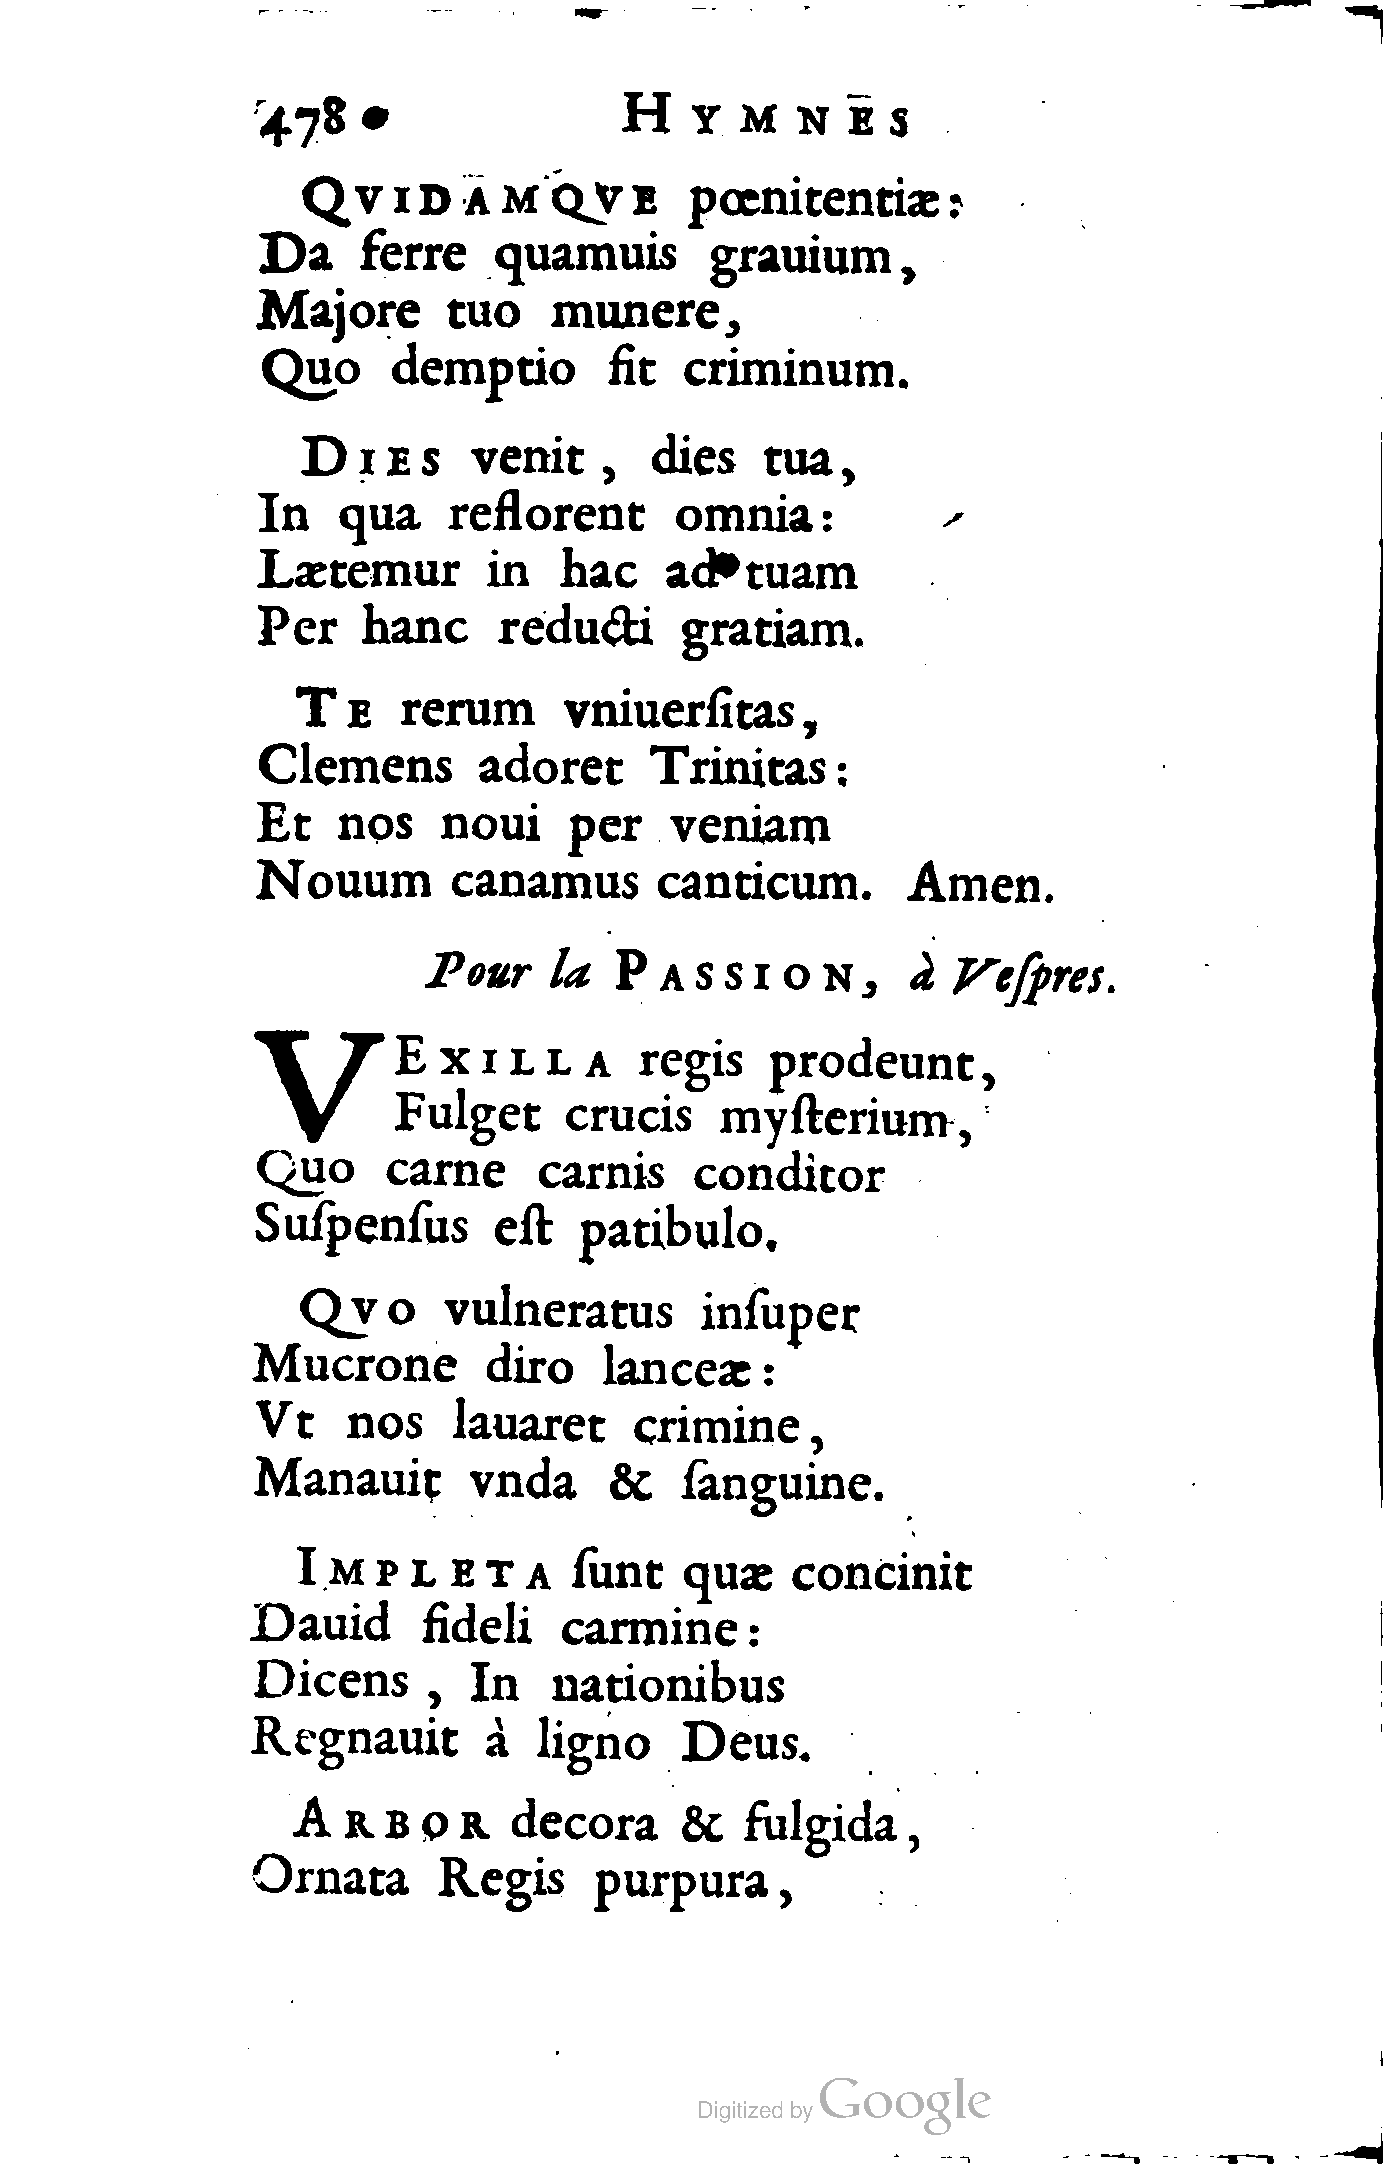 478 HYMNES
QVIDAMQVE pœnitentiæ:
Da ferre quamuis grauium,
Majore tuo munere,
Quo demptio fit criminum.
DIES venit, dies tua,
In qua reflorent omnia:
Lætemur in hac ad tuam
Per hanc reducti gratiam.
TE rerum vniuerſitas,
Clemens adoret Trinitas:
Et nos noui per veniam
Nouum canamus canticum. Amen.
Pour la PASSION, à Veſpres.
VEXILLA regis prodeunt,
Fulget crucis myſterium,
Quo carne carnis conditor
Suſpenſus eſt patibulo.
QVO vulneratus inſuper
Mucrone diro lanceæ:
Vt nos lauaret crimine,
Manauit vnda & ſanguine.
IMPLETA ſunt quæ concinit
Dauid fideli carmine:
Dicens, In nationibus
Regnauit à ligno Deus.
ARBOR decora & fulgida,
Ornata Regis purpura,
Digitized by Google